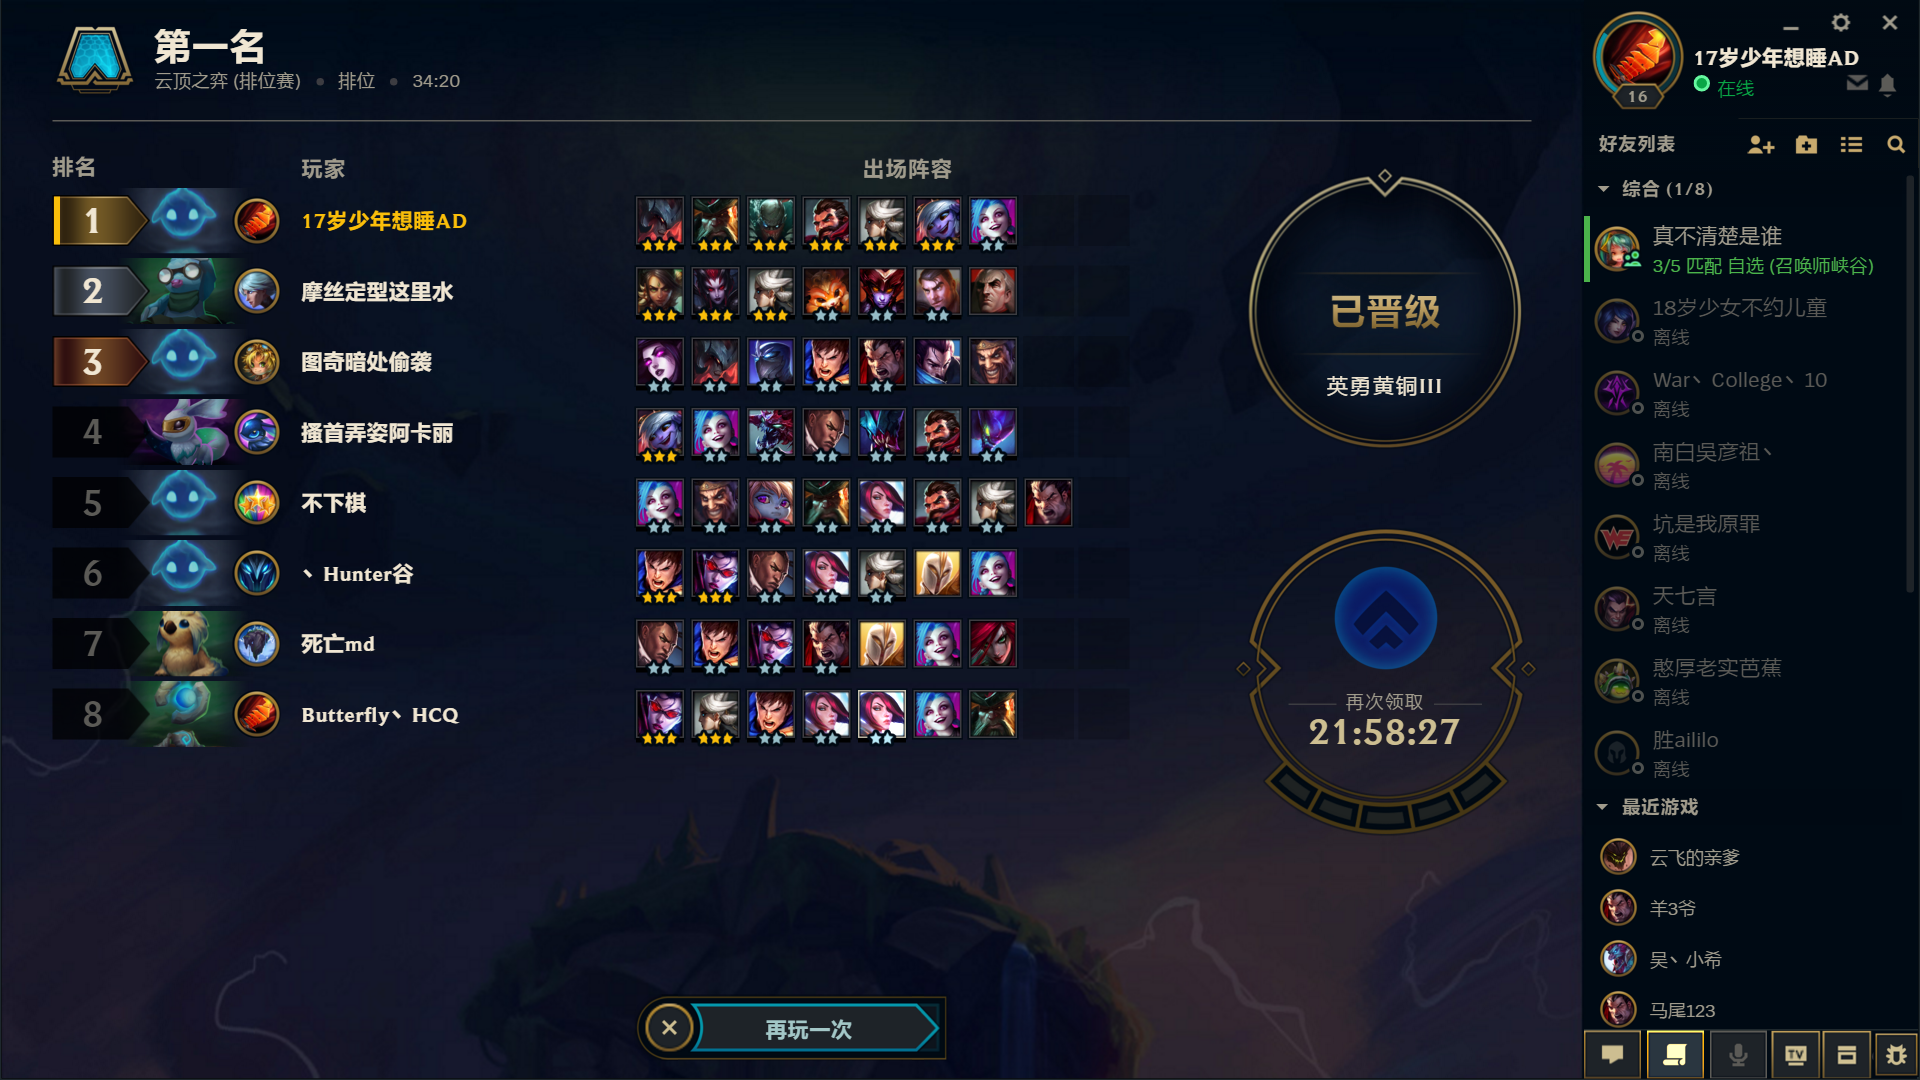 第一名
云顶之弈 (排位赛) • 排位 • 34:20
排名 玩家 出场阵容
1 17岁少年想睡AD
2 摩丝定型这里水
3 图奇暗处偷袭
4 搔首弄姿阿卡丽
5 不下棋
6 丶Hunter谷
7 死亡md
8 Butterfly丶HCQ
已晋级
英勇黄铜III
再次领取
21:58:27
再玩一次
17岁少年想睡AD
16
在线
好友列表
综合 (1/8)
真不清楚是谁
3/5 匹配 自选 (召唤师峡谷)
18岁少女不约儿童
离线
War丶College丶10
离线
南白吳彦祖丶
离线
坑是我原罪
离线
天七言
离线
憨厚老实芭蕉
离线
胜aililo
离线
最近游戏
云飞的亲爹
羊3爷
吴丶小希
马尾123
TV